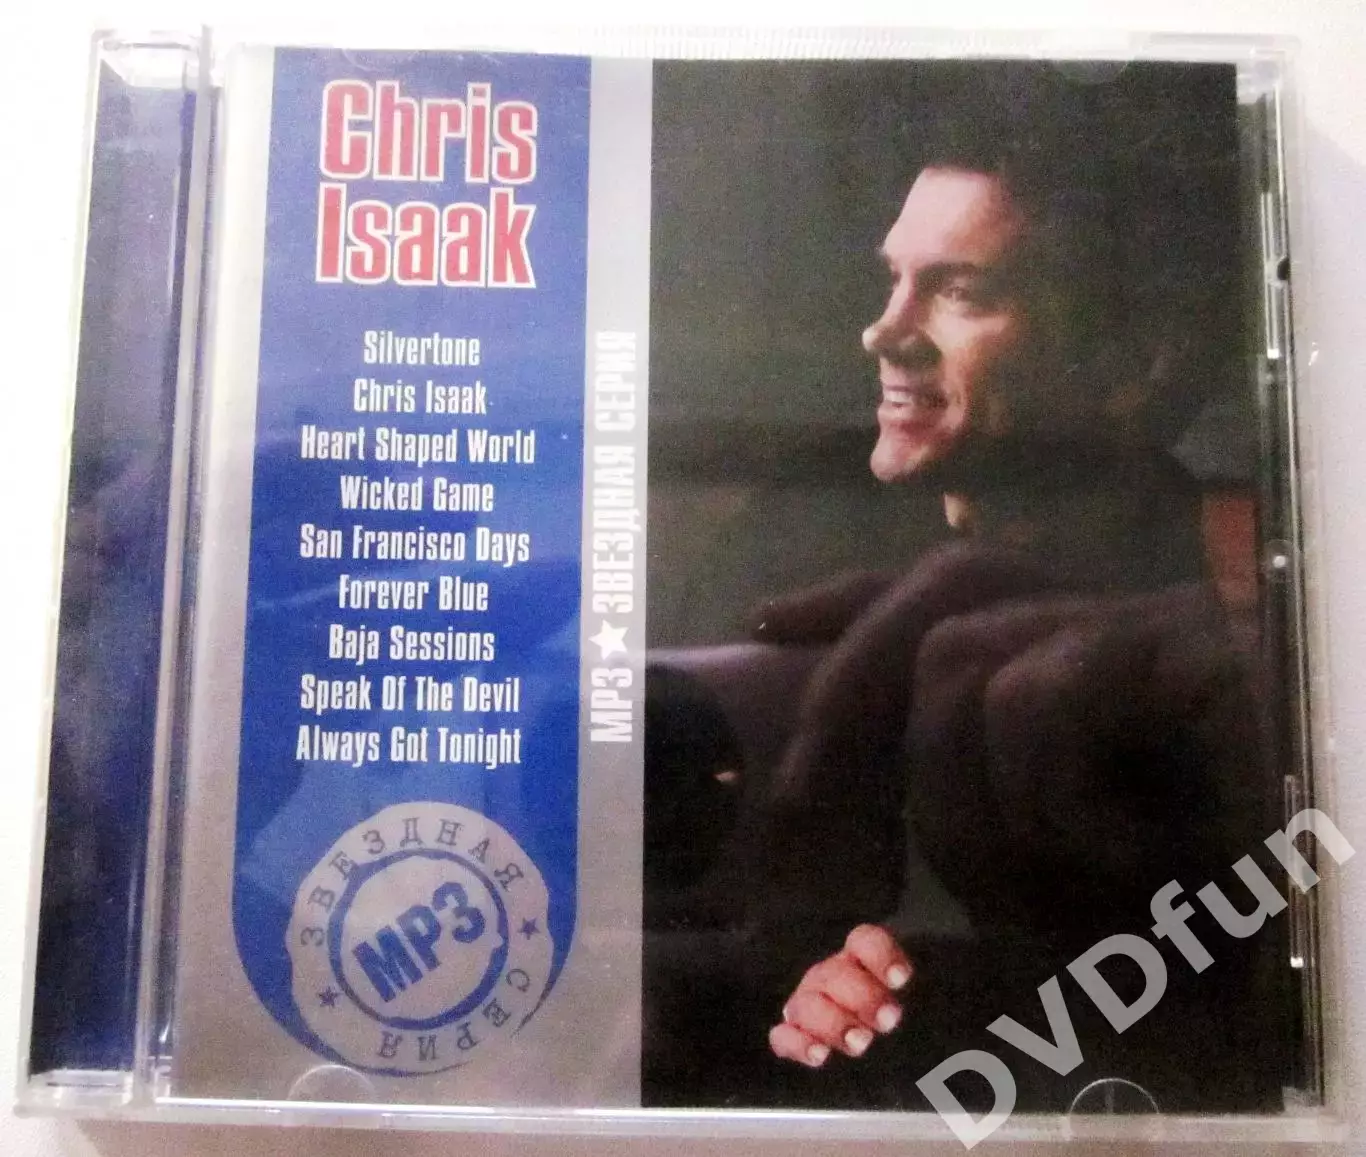 Chris
Isaak
Silvertone
Chris Isaak
Heart Shaped World
Wicked Game
San Francisco Days
Forever Blue
Baja Sessions
Speak Of The Devil
Always Got Tonight
MP3 ★ ЗВЕЗДНАЯ СЕРИЯ
ЗВЕЗДНАЯ ★ СЕРИЯ ★
MP3
DVDfun